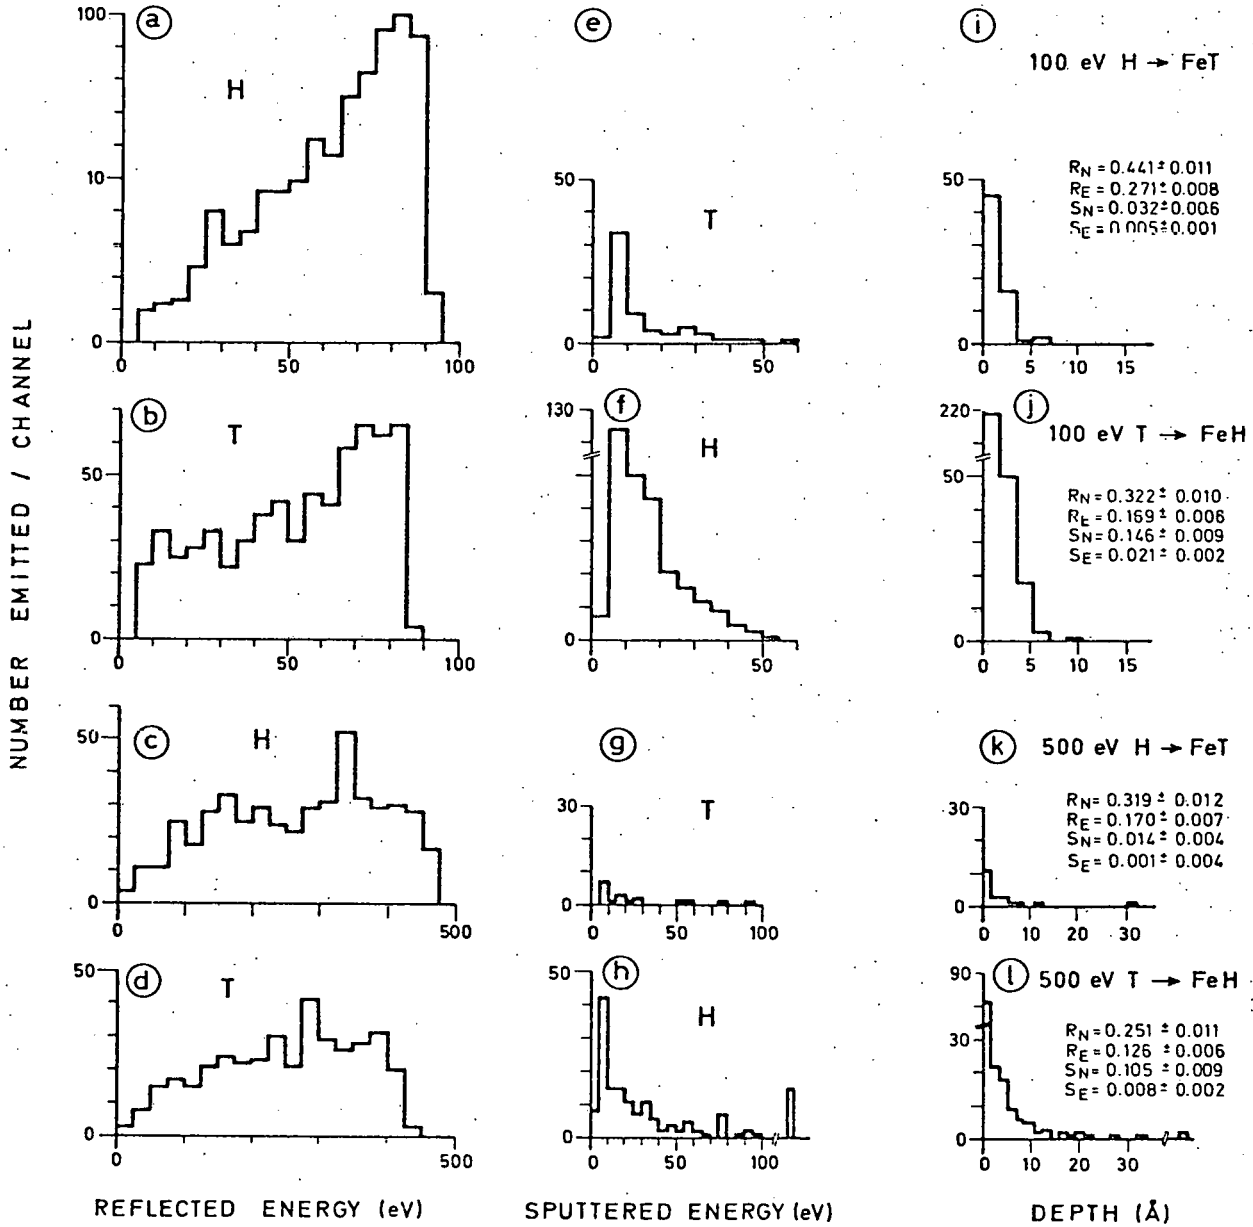 NUMBER EMITTED / CHANNEL
a
H
100
10
0
0 50 100
e
T
50
0
0 50
i
100 eV H → FeT
R_N = 0.441 ± 0.011
R_E = 0.271 ± 0.008
S_N = 0.032 ± 0.006
S_E = 0.005 ± 0.001
50
0
0 5 10 15
b
T
50
0
0 50 100
f
H
130
0
0 50
j
100 eV T → FeH
R_N = 0.322 ± 0.010
R_E = 0.169 ± 0.006
S_N = 0.146 ± 0.009
S_E = 0.021 ± 0.002
220
50
0
0 5 10 15
c
H
50
0
0 500
g
T
30
0
0 50 100
k
500 eV H → FeT
R_N = 0.319 ± 0.012
R_E = 0.170 ± 0.007
S_N = 0.014 ± 0.004
S_E = 0.001 ± 0.004
30
0
0 10 20 30
d
T
50
0
0 500
h
H
50
0
0 50 100
l
500 eV T → FeH
R_N = 0.251 ± 0.011
R_E = 0.126 ± 0.006
S_N = 0.105 ± 0.009
S_E = 0.008 ± 0.002
90
30
0
0 10 20 30
REFLECTED ENERGY (eV)
SPUTTERED ENERGY (eV)
DEPTH (Å)